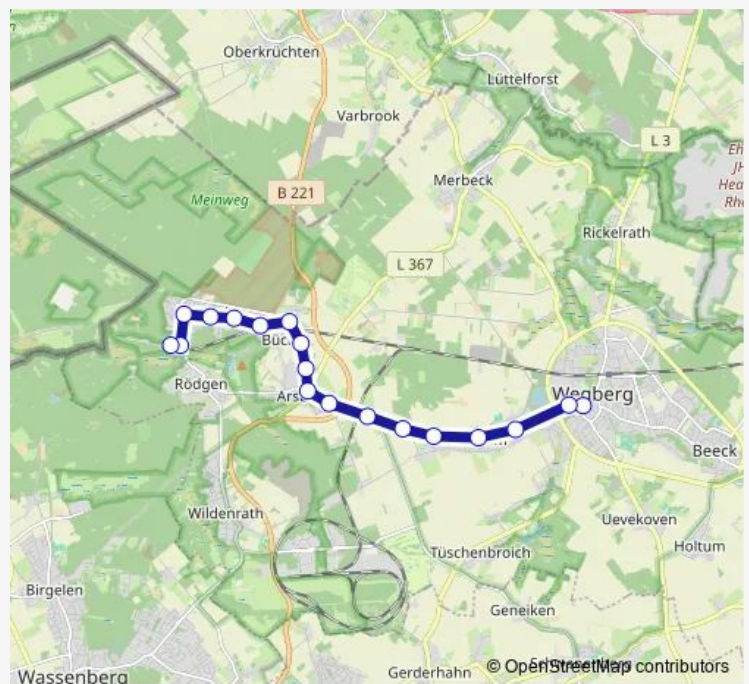 Oberkrüchten
Lüttelforst
Varbrook
L 3
Merbeck
B 221
Meinweg
Rickelrath
L 367
Rödgen
Wegberg
Beeck
Wildenrath
Uevekoven
Tüschenbroich
Holtum
Birgelen
Geneiken
Gerderhahn
© OpenStreetMap contributors
Wassenberg